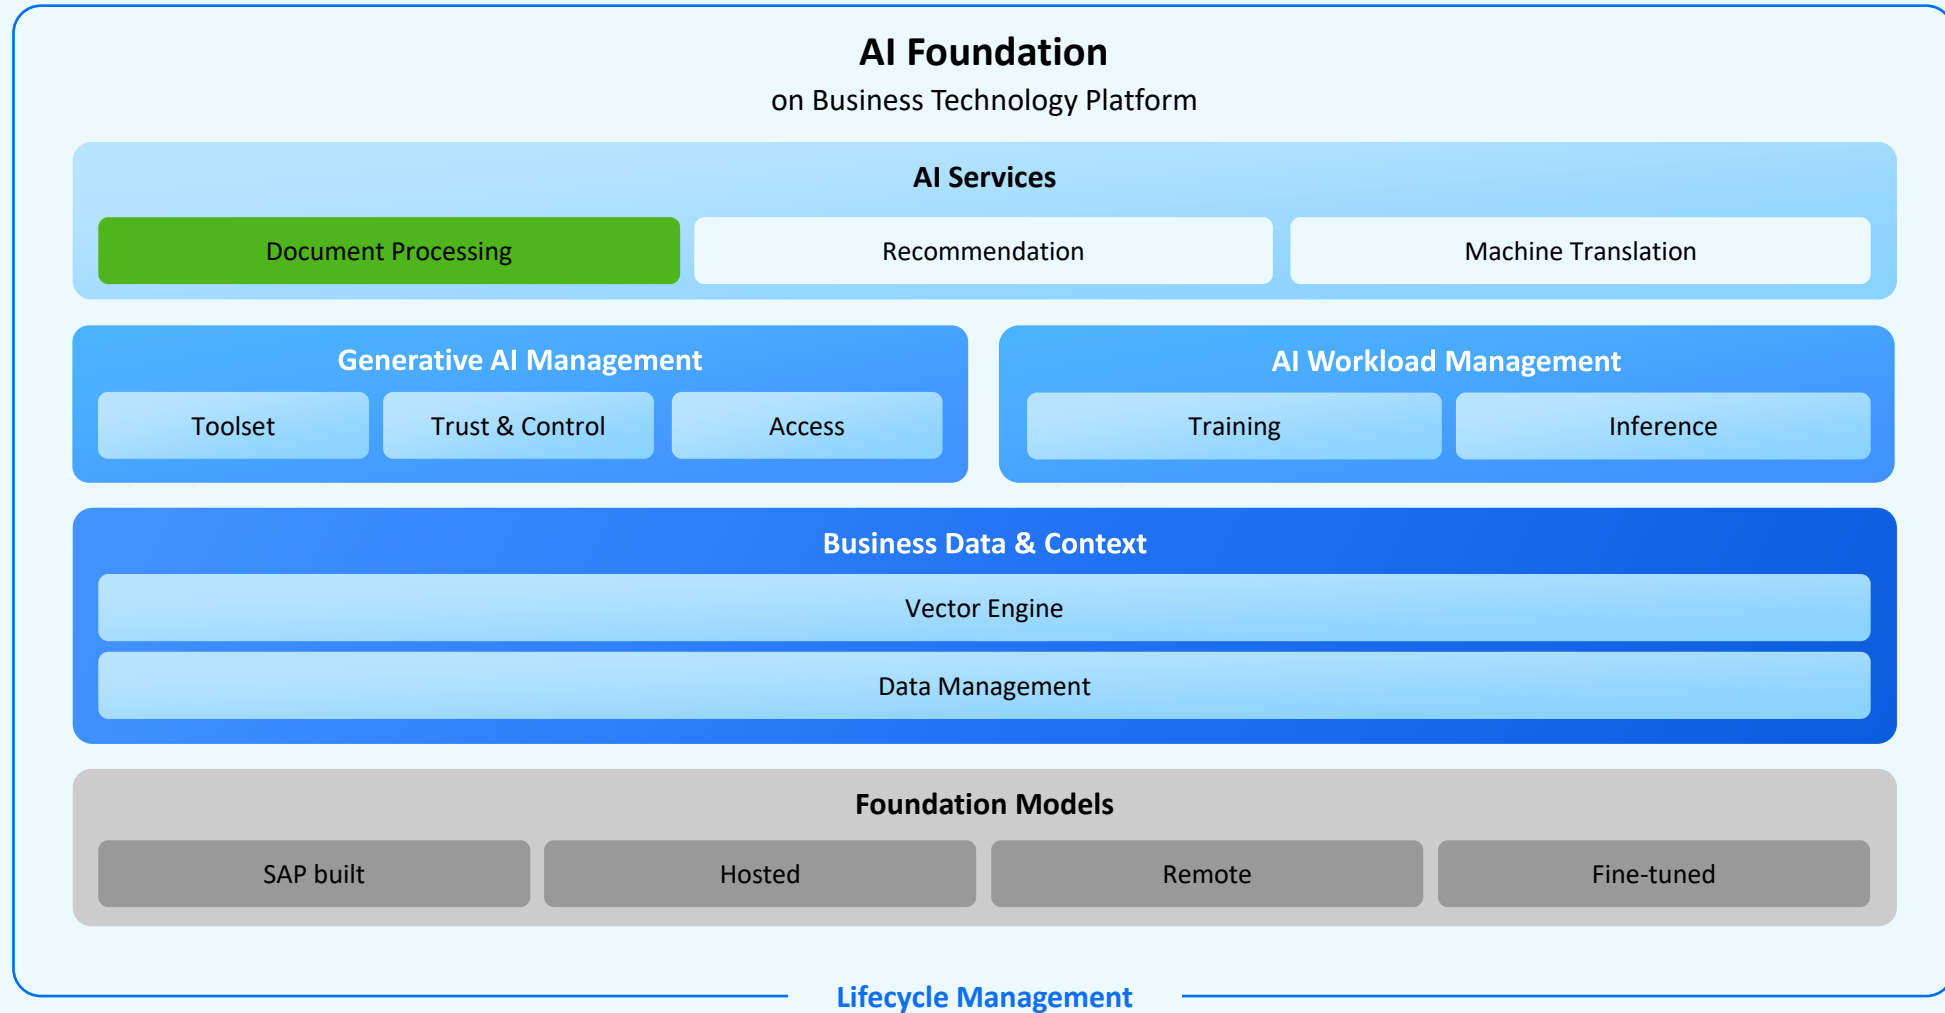 AI Foundation
on Business Technology Platform
AI Services
Document Processing
Recommendation
Machine Translation
Generative AI Management
Toolset
Trust & Control
Access
AI Workload Management
Training
Inference
Business Data & Context
Vector Engine
Data Management
Foundation Models
SAP built
Hosted
Remote
Fine-tuned
Lifecycle Management